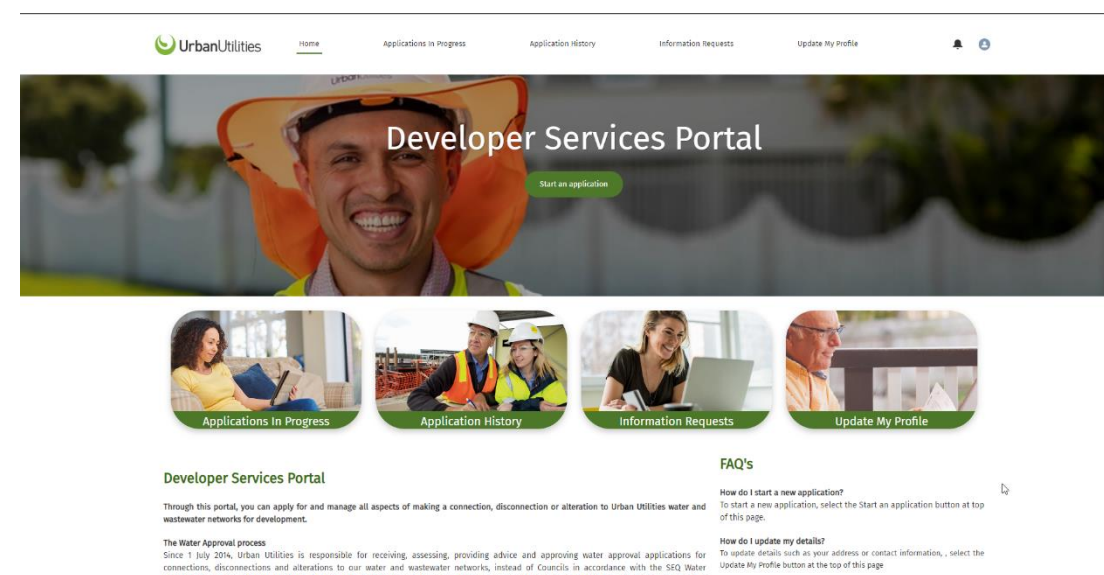 UrbanUtilities
Home
Applications In Progress
Application History
Information Requests
Update My Profile
Urban
Developer Services Portal
Start an application
Applications In Progress
Application History
Information Requests
Update My Profile
Developer Services Portal
Through this portal, you can apply for and manage all aspects of making a connection, disconnection or alteration to Urban Utilities water and
wastewater networks for development.
The Water Approval process
Since 1 July 2014, Urban Utilities is responsible for receiving, assessing, providing advice and approving water approval applications for
connections, disconnections and alterations to our water and wastewater networks, instead of Councils in accordance with the SEQ Water
FAQ's
How do I start a new application?
To start a new application, select the Start an application button at top
of this page.
How do I update my details?
To update details such as your address or contact information, , select the
Update My Profile button at the top of this page